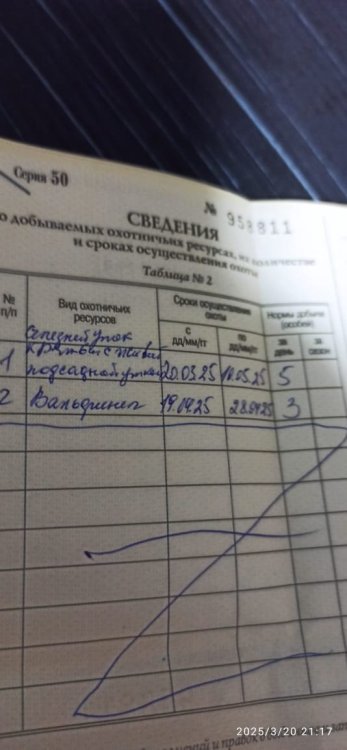 Серия 50
№ 958811
СВЕДЕНИЯ
о добываемых охотничьих ресурсах, их количестве
и сроках осуществления охоты
Таблица № 2
№ п/п
Вид охотничьих ресурсов
Сроки осуществления охоты
с дд/мм/гг
по дд/мм/гг
Нормы добычи (особей)
за день
за сезон
1 Селезней уток кряквы с живой подсадной уткой 20.03.25 18.05.25 5
2 Вальдшнеп 19.04.25 28.04.25 3
2025/3/20 21:17